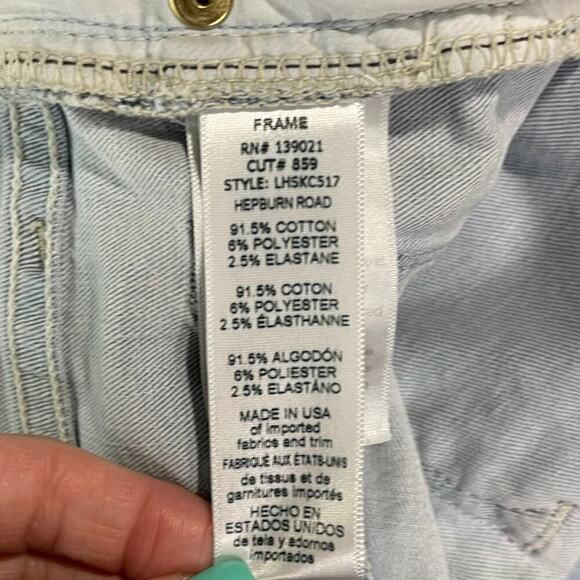 FRAME
RN# 139021
CUT# 859
STYLE: LHSKC517
HEPBURN ROAD
91.5% COTTON
6% POLYESTER
2.5% ELASTANE
91.5% COTON
6% POLYESTER
2.5% ÉLASTHANNE
91.5% ALGODÓN
6% POLIESTER
2.5% ELASTÁNO
MADE IN USA
of imported
fabrics and trim
FABRIQUÉ AUX ÉTATS-UNIS
de tissus et de
garnitures importés
HECHO EN
ESTADOS UNIDOS
de tela y adornos
importados